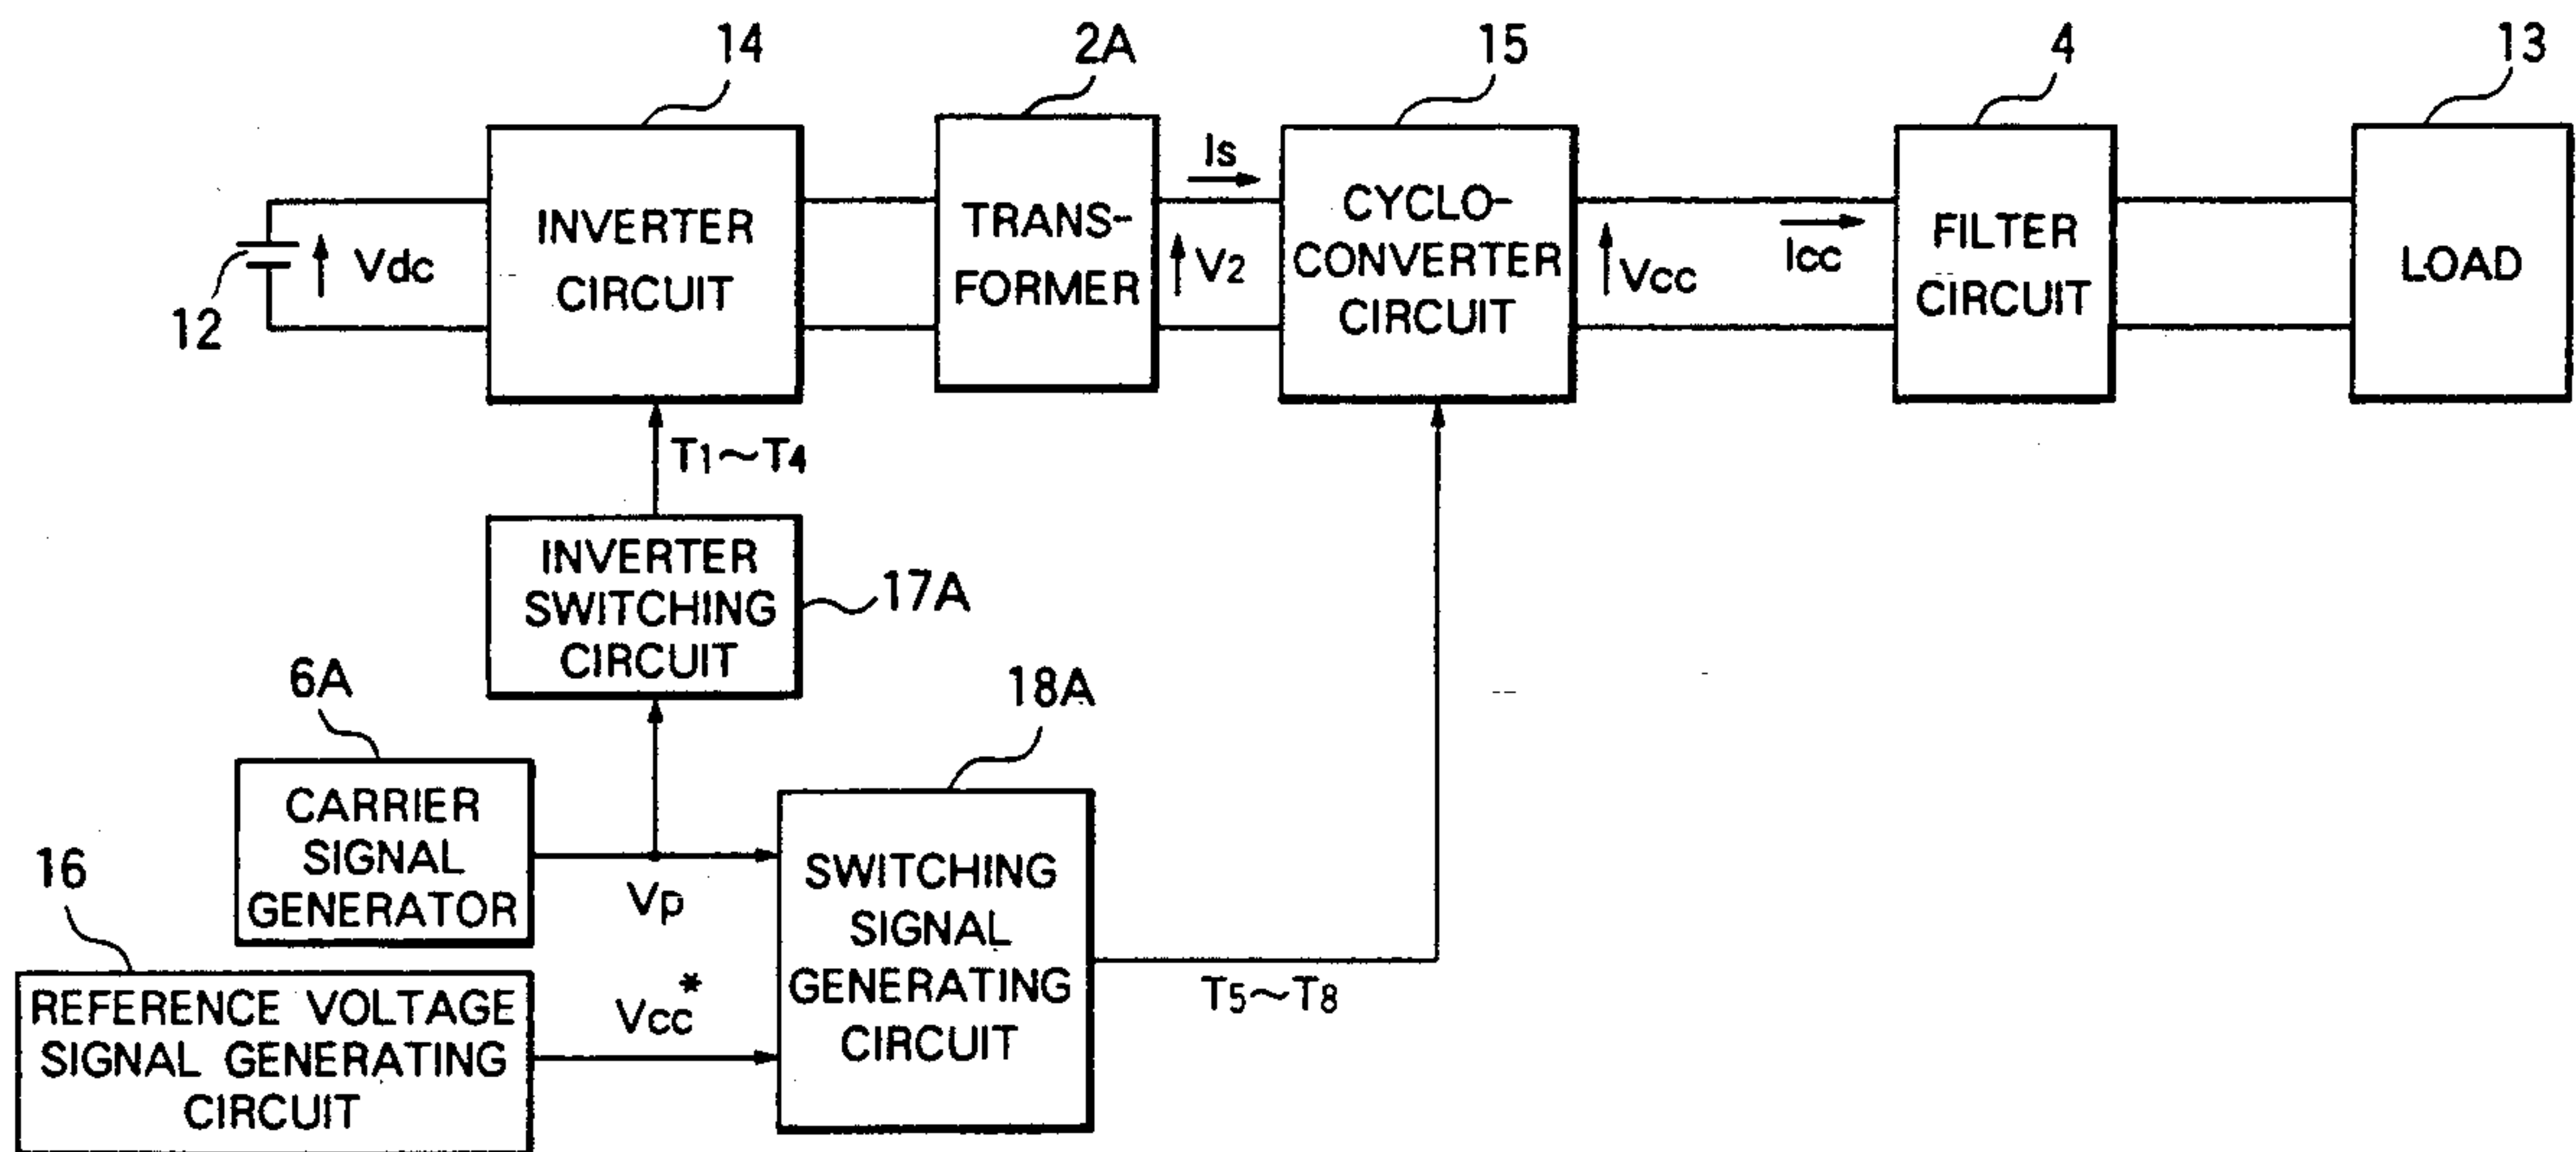 14
2A
15
4
13
INVERTER
CIRCUIT
TRANS-
FORMER
Is
V2
CYCLO-
CONVERTER
CIRCUIT
Vcc
Icc
FILTER
CIRCUIT
LOAD
Vdc
12
T1~T4
INVERTER
SWITCHING
CIRCUIT
17A
6A
18A
CARRIER
SIGNAL
GENERATOR
Vp
16
SWITCHING
SIGNAL
GENERATING
CIRCUIT
REFERENCE VOLTAGE
SIGNAL GENERATING
CIRCUIT
Vcc*
T5~T8